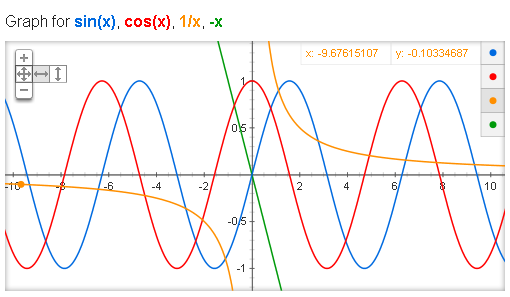 Graph for sin(x), cos(x), 1/x, -x
x: -9.67615107 y: -0.10334687
1
0.5
-10 -8 -6 -4 -2 2 4 6 8 10
-0.5
-1